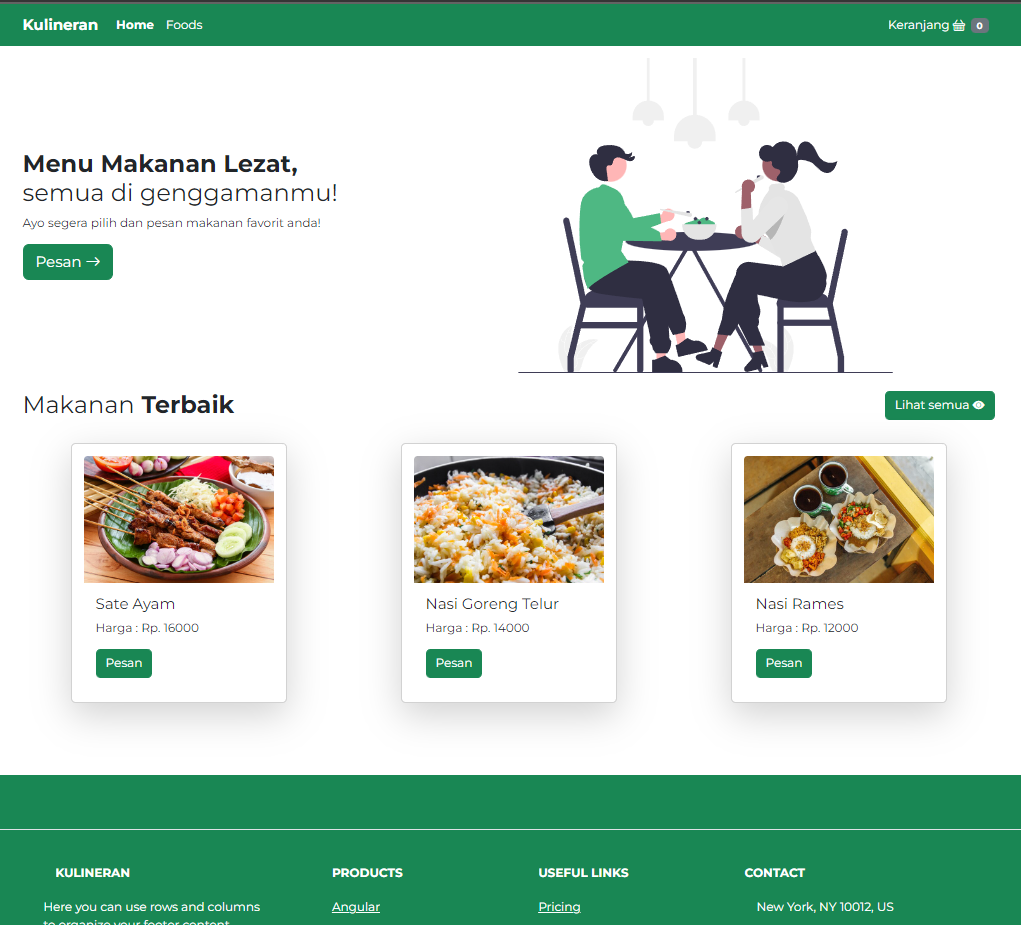 Kulineran Home Foods Keranjang 0
Menu Makanan Lezat,
semua di genggamanmu!
Ayo segera pilih dan pesan makanan favorit anda!
Pesan →
Makanan Terbaik
Lihat semua
Sate Ayam
Harga : Rp. 16000
Pesan
Nasi Goreng Telur
Harga : Rp. 14000
Pesan
Nasi Rames
Harga : Rp. 12000
Pesan
KULINERAN
Here you can use rows and columns
to organize your footer content.
PRODUCTS
Angular
USEFUL LINKS
Pricing
CONTACT
New York, NY 10012, US